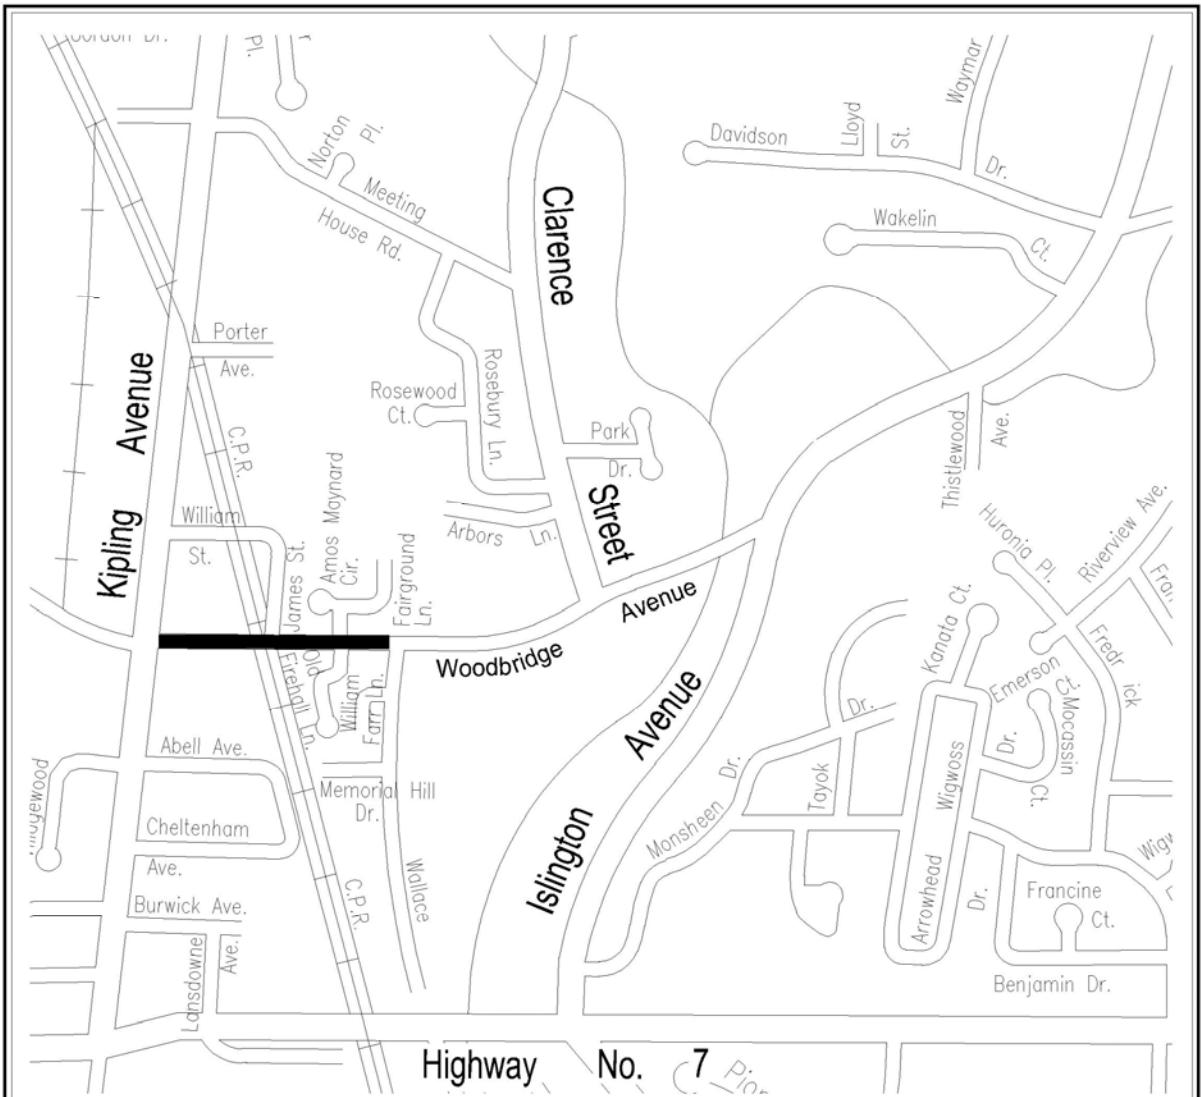 Gordon Dr.
Pl.
Norton
Pl.
Meeting
House Rd.
Clarence
Street
Davidson
Dr.
Lloyd
St.
Waymar
Wakelin
Ct.
Kipling Avenue
Porter
Ave.
C.P.R.
Rosewood
Ct.
Rosebury Ln.
Park
Dr.
Thistlewood
Ave.
William
St.
James St.
Amos Maynard
Cir.
Fairground
Ln.
Arbors Ln.
Huronia Pl.
Riverview Ave.
Woodbridge
Avenue
Old
Firehall Ln.
William
Farr Ln.
Kanata Ct.
Emerson
Ct.
Fredr ick
Mocassin
Ct.
Dr.
Abell Ave.
Memorial Hill
Dr.
Islington
Avenue
Monsheen
Dr.
Dr.
Tayok
Wigwoss
Dr.
Arrowhead
Cheltenham
Ave.
Burwick Ave.
Lansdowne
Ave.
C.P.R.
Wallace
Francine
Ct.
Benjamin Dr.
Highway No. 7